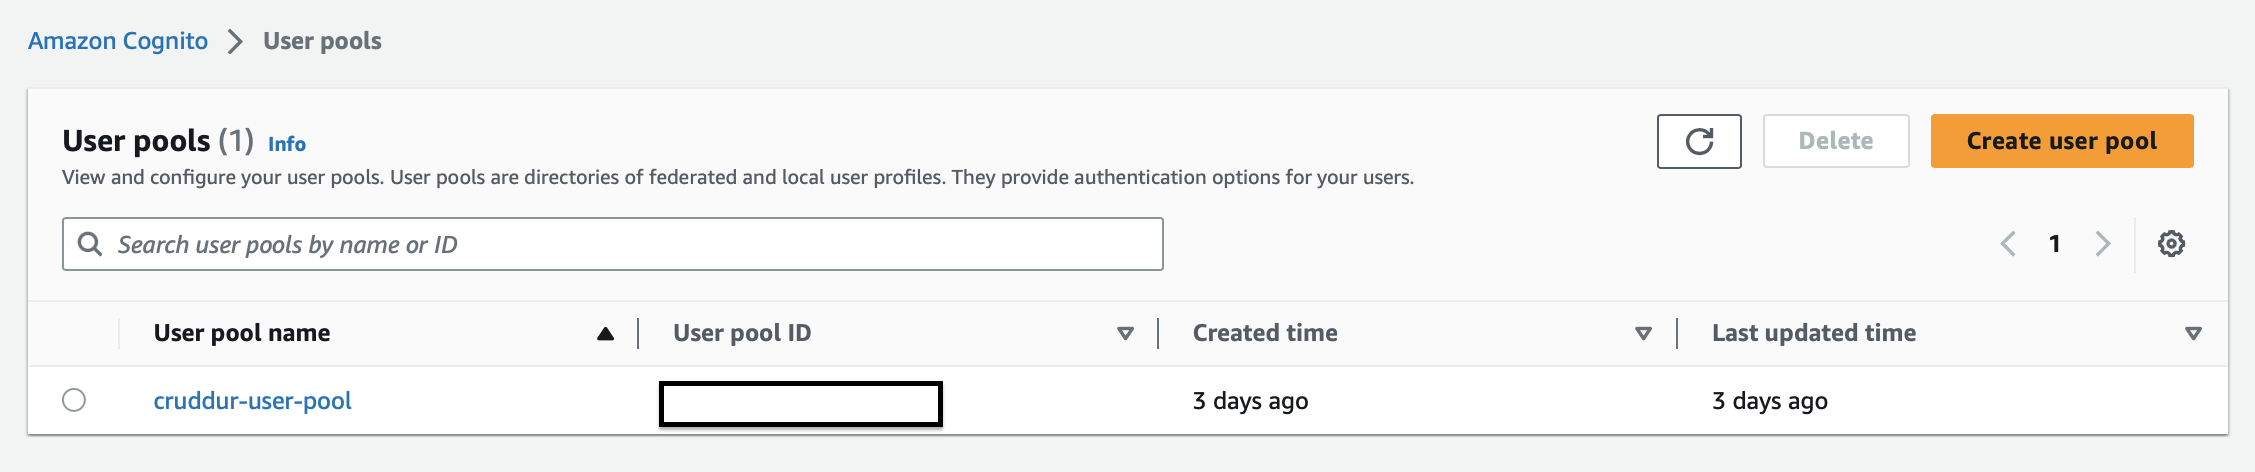 Amazon Cognito > User pools
User pools (1) Info
View and configure your user pools. User pools are directories of federated and local user profiles. They provide authentication options for your users.
Delete
Create user pool
Search user pools by name or ID
1
User pool name
User pool ID
Created time
Last updated time
cruddur-user-pool
3 days ago
3 days ago